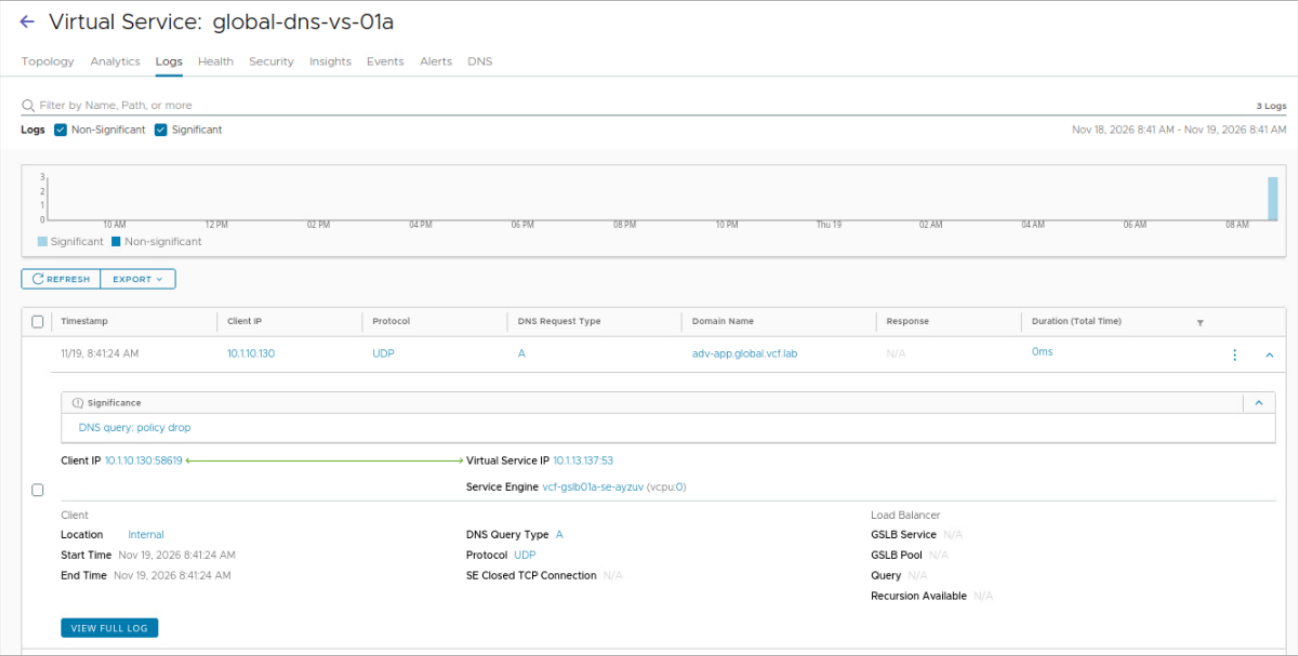 Virtual Service: global-dns-vs-01a
Topology Analytics Logs Health Security Insights Events Alerts DNS
Filter by Name, Path, or more 3 Logs
Logs Non-Significant Significant Nov 18, 2026 8:41 AM - Nov 19, 2026 8:41 AM
3
2
1
0
10 AM 12 PM 02 PM 04 PM 06 PM 08 PM 10 PM Thu 19 02 AM 04 AM 06 AM 08 AM
Significant Non-significant
REFRESH EXPORT
Timestamp Client IP Protocol DNS Request Type Domain Name Response Duration (Total Time)
11/19, 8:41:24 AM 10.1.10.130 UDP A adv-app.global.vcf.lab N/A 0ms
Significance
DNS query: policy drop
Client IP 10.1.10.130:58619 Virtual Service IP 10.1.13.137:53
Service Engine vcf-gslb01a-se-ayzuv (vcpu:0)
Client Load Balancer
Location Internal DNS Query Type A GSLB Service N/A
Start Time Nov 19, 2026 8:41:24 AM Protocol UDP GSLB Pool N/A
End Time Nov 19, 2026 8:41:24 AM SE Closed TCP Connection N/A Query N/A
Recursion Available N/A
VIEW FULL LOG